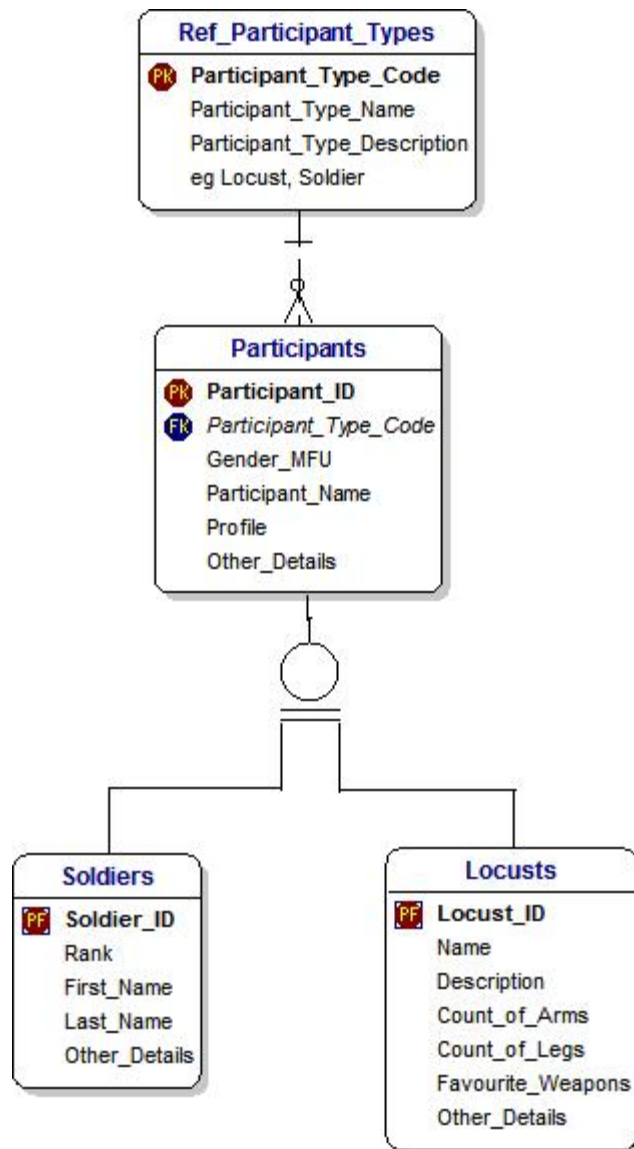 Ref_Participant_Types
PK Participant_Type_Code
Participant_Type_Name
Participant_Type_Description
eg Locust, Soldier
Participants
PK Participant_ID
FK Participant_Type_Code
Gender_MFU
Participant_Name
Profile
Other_Details
Soldiers
PF Soldier_ID
Rank
First_Name
Last_Name
Other_Details
Locusts
PF Locust_ID
Name
Description
Count_of_Arms
Count_of_Legs
Favourite_Weapons
Other_Details